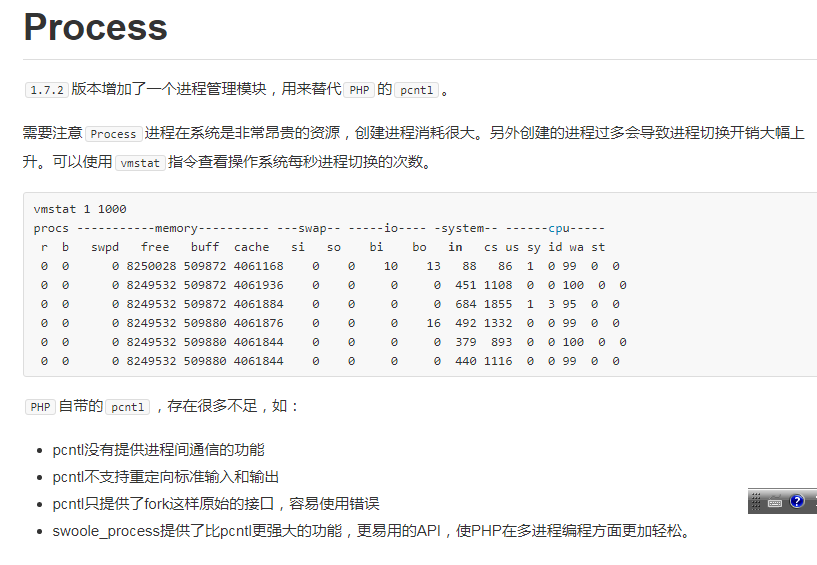 Process
1.7.2 版本增加了一个进程管理模块，用来替代 PHP 的 pcntl 。
需要注意 Process 进程在系统是非常昂贵的资源，创建进程消耗很大。另外创建的进程过多会导致进程切换开销大幅上
升。可以使用 vmstat 指令查看操作系统每秒进程切换的次数。
vmstat 1 1000
procs -----------memory---------- ---swap-- -----io---- -system-- ------cpu-----
 r  b   swpd   free   buff  cache   si   so    bi    bo   in   cs us sy id wa st
 0  0      0 8250028 509872 4061168    0    0    10    13   88   86  1  0 99  0  0
 0  0      0 8249532 509872 4061936    0    0     0     0  451 1108  0  0 100  0  0
 0  0      0 8249532 509872 4061884    0    0     0     0  684 1855  1  3 95  0  0
 0  0      0 8249532 509880 4061876    0    0     0    16  492 1332  0  0 99  0  0
 0  0      0 8249532 509880 4061844    0    0     0     0  379  893  0  0 100  0  0
 0  0      0 8249532 509880 4061844    0    0     0     0  440 1116  0  0 99  0  0
PHP 自带的 pcntl ，存在很多不足，如：
• pcntl没有提供进程间通信的功能
• pcntl不支持重定向标准输入和输出
• pcntl只提供了fork这样原始的接口，容易使用错误
• swoole_process提供了比pcntl更强大的功能，更易用的API，使PHP在多进程编程方面更加轻松。